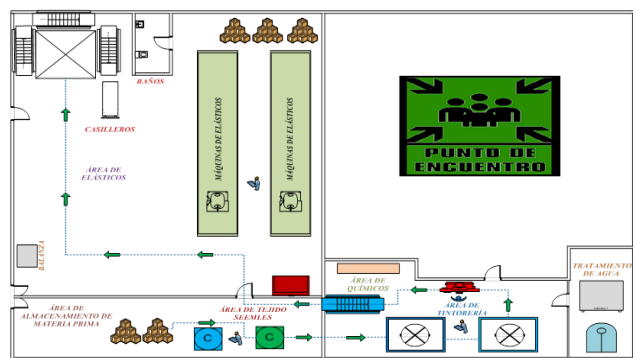 BAÑOS
CASILLEROS
MÁQUINAS DE ELÁSTICOS
MÁQUINAS DE ELÁSTICOS
PUNTO DE
ENCUENTRO
ÁREA DE
ELÁSTICOS
BALANZA
ÁREA DE
QUÍMICOS
TRATAMIENTO
DE AGUA
ÁREA DE
ALMACENAMIENTO DE
MATERIA PRIMA
ÁREA DE TEJIDO
SEEMLES
ÁREA DE
TINTORERÍA
C
C